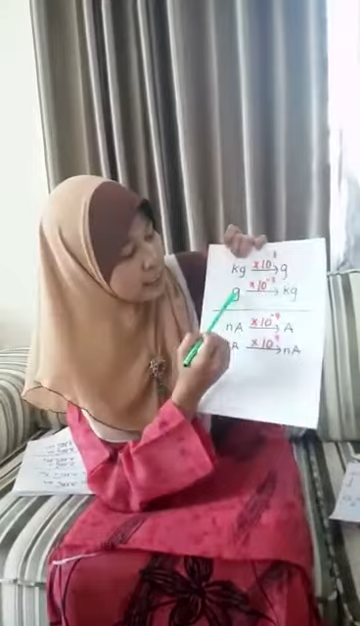 kg ×10³→ g
g ×10⁻³→ kg
nA ×10⁻⁹→ A
A ×10⁹→ nA